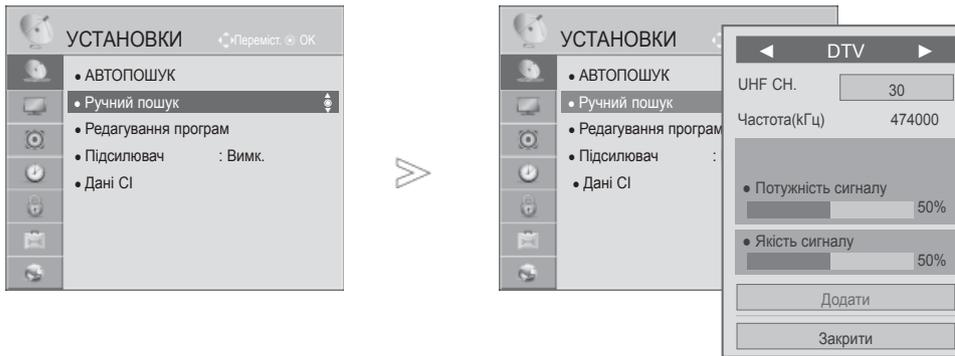 УСТАНОВКИ
Переміст. OK
● АВТОПОШУК
● Ручний пошук
● Редагування програм
● Підсилювач : Вимк.
● Дані CI
УСТАНОВКИ
● АВТОПОШУК
● Ручний пошук
● Редагування програм
● Підсилювач :
● Дані CI
◄ DTV ►
UHF CH. 30
Частота(kГц) 474000
● Потужність сигналу
50%
● Якість сигналу
50%
Додати
Закрити